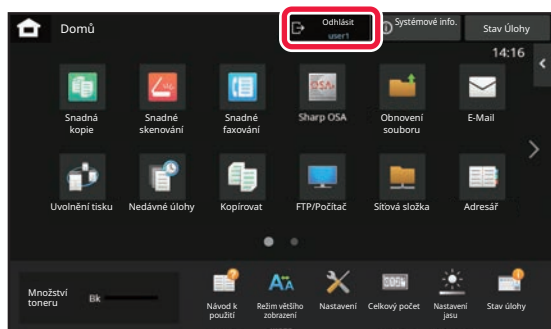 Domů
Odhlásit
user1
Systémové info.
Stav Úlohy
14:16
Snadná
kopie
Snadné
skenování
Snadné
faxování
OSA
Sharp OSA
Obnovení
souboru
E-Mail
Uvolnění tisku
Nedávné úlohy
Kopírovat
FTP/Počítač
Síťová složka
Adresář
Množství
toneru
Bk
Návod k
použití
Režim většího
zobrazení
Nastavení
Celkový počet
Nastavení
jasu
Stav úlohy